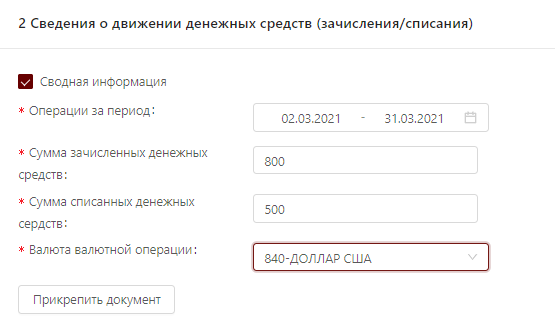 2 Сведения о движении денежных средств (зачисления/списания)
Сводная информация
* Операции за период: 02.03.2021 - 31.03.2021
* Сумма зачисленных денежных
средств: 800
* Сумма списанных денежных
сердств: 500
* Валюта валютной операции: 840-ДОЛЛАР США
Прикрепить документ